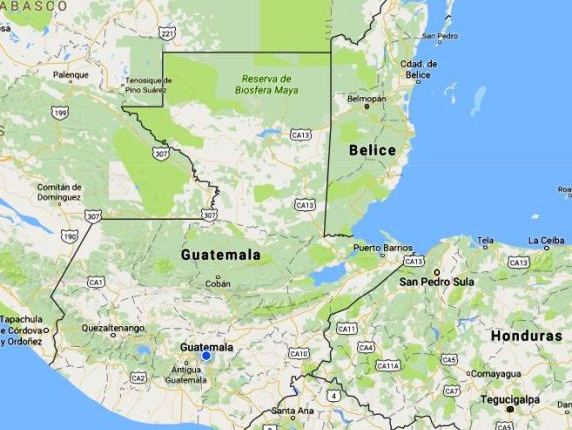 ABASCO
221
San Pedro
Palenque
Tenosique de
Pino Suárez
Reserva de
Biosfera Maya
Cdad. de
Belice
Belmopán
199
CA13
Belice
307
Comitán de
Dominguez
CA13
307
307
190
Tela
La Ceiba
Puerto Barrios
Guatemala
CA13
CA13
CA1
Cobán
San Pedro Sula
Tapachula
de Córdova
y Ordoñez
Quezaltenango
CA11
Honduras
Guatemala
CA10
CA4
CA5
Antigua
Guatemala
CA11A
CA2
Comayagua
CA7
4
Tegucigalpa
Santa Ana
CA5